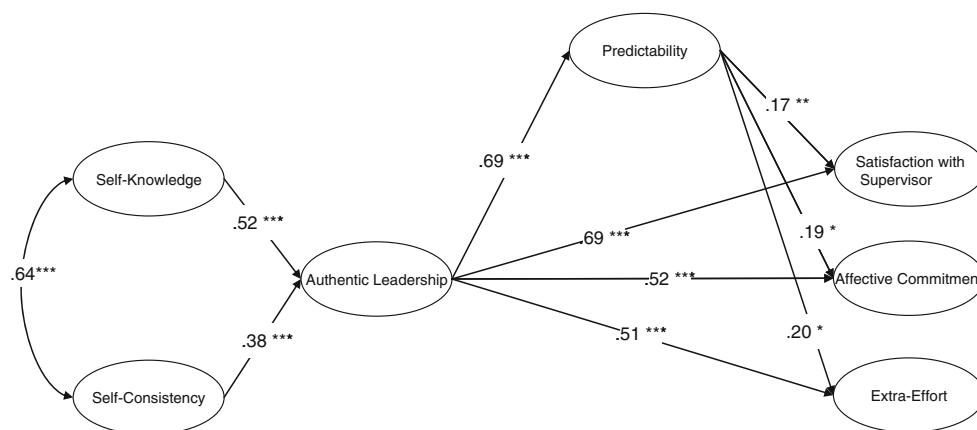 Predictability
.17 **
.69 ***
Self-Knowledge
Satisfaction with
Supervisor
.52 ***
.69 ***
.19 *
.64***
Authentic Leadership
.52 ***
Affective Commitmen
.38 ***
.51 ***
.20 *
Self-Consistency
Extra-Effort